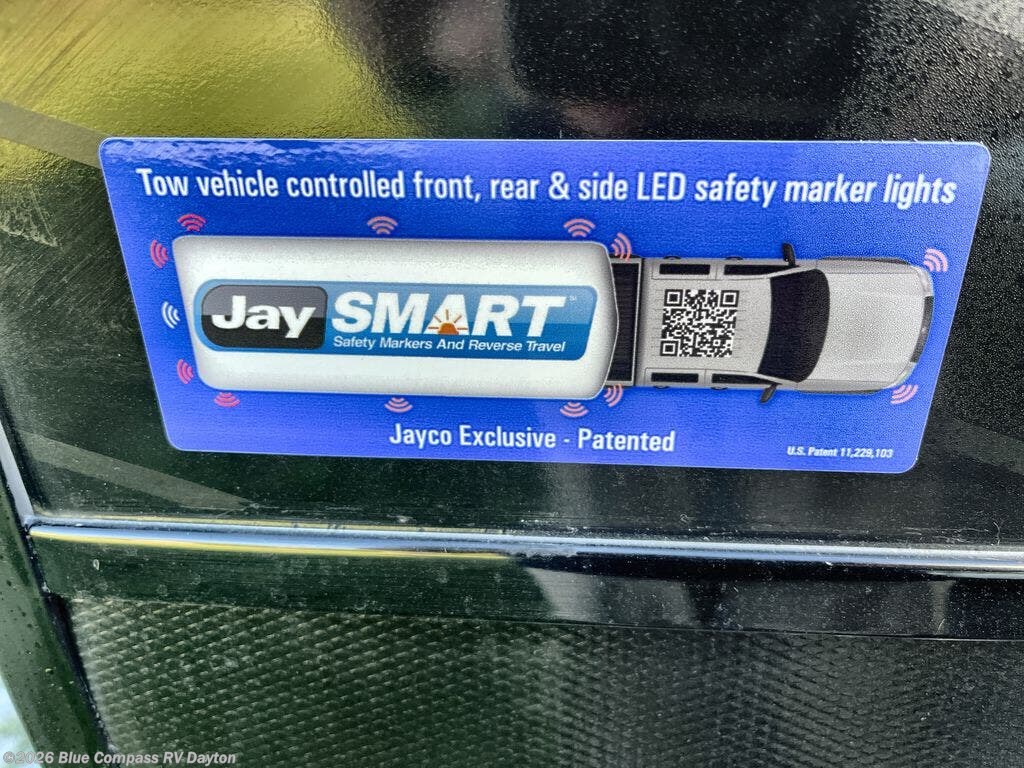 Tow vehicle controlled front, rear & side LED safety marker lights
Jay SMART
Safety Markers And Reverse Travel
Jayco Exclusive - Patented
U.S. Patent 11,229,103
©2026 Blue Compass RV Dayton